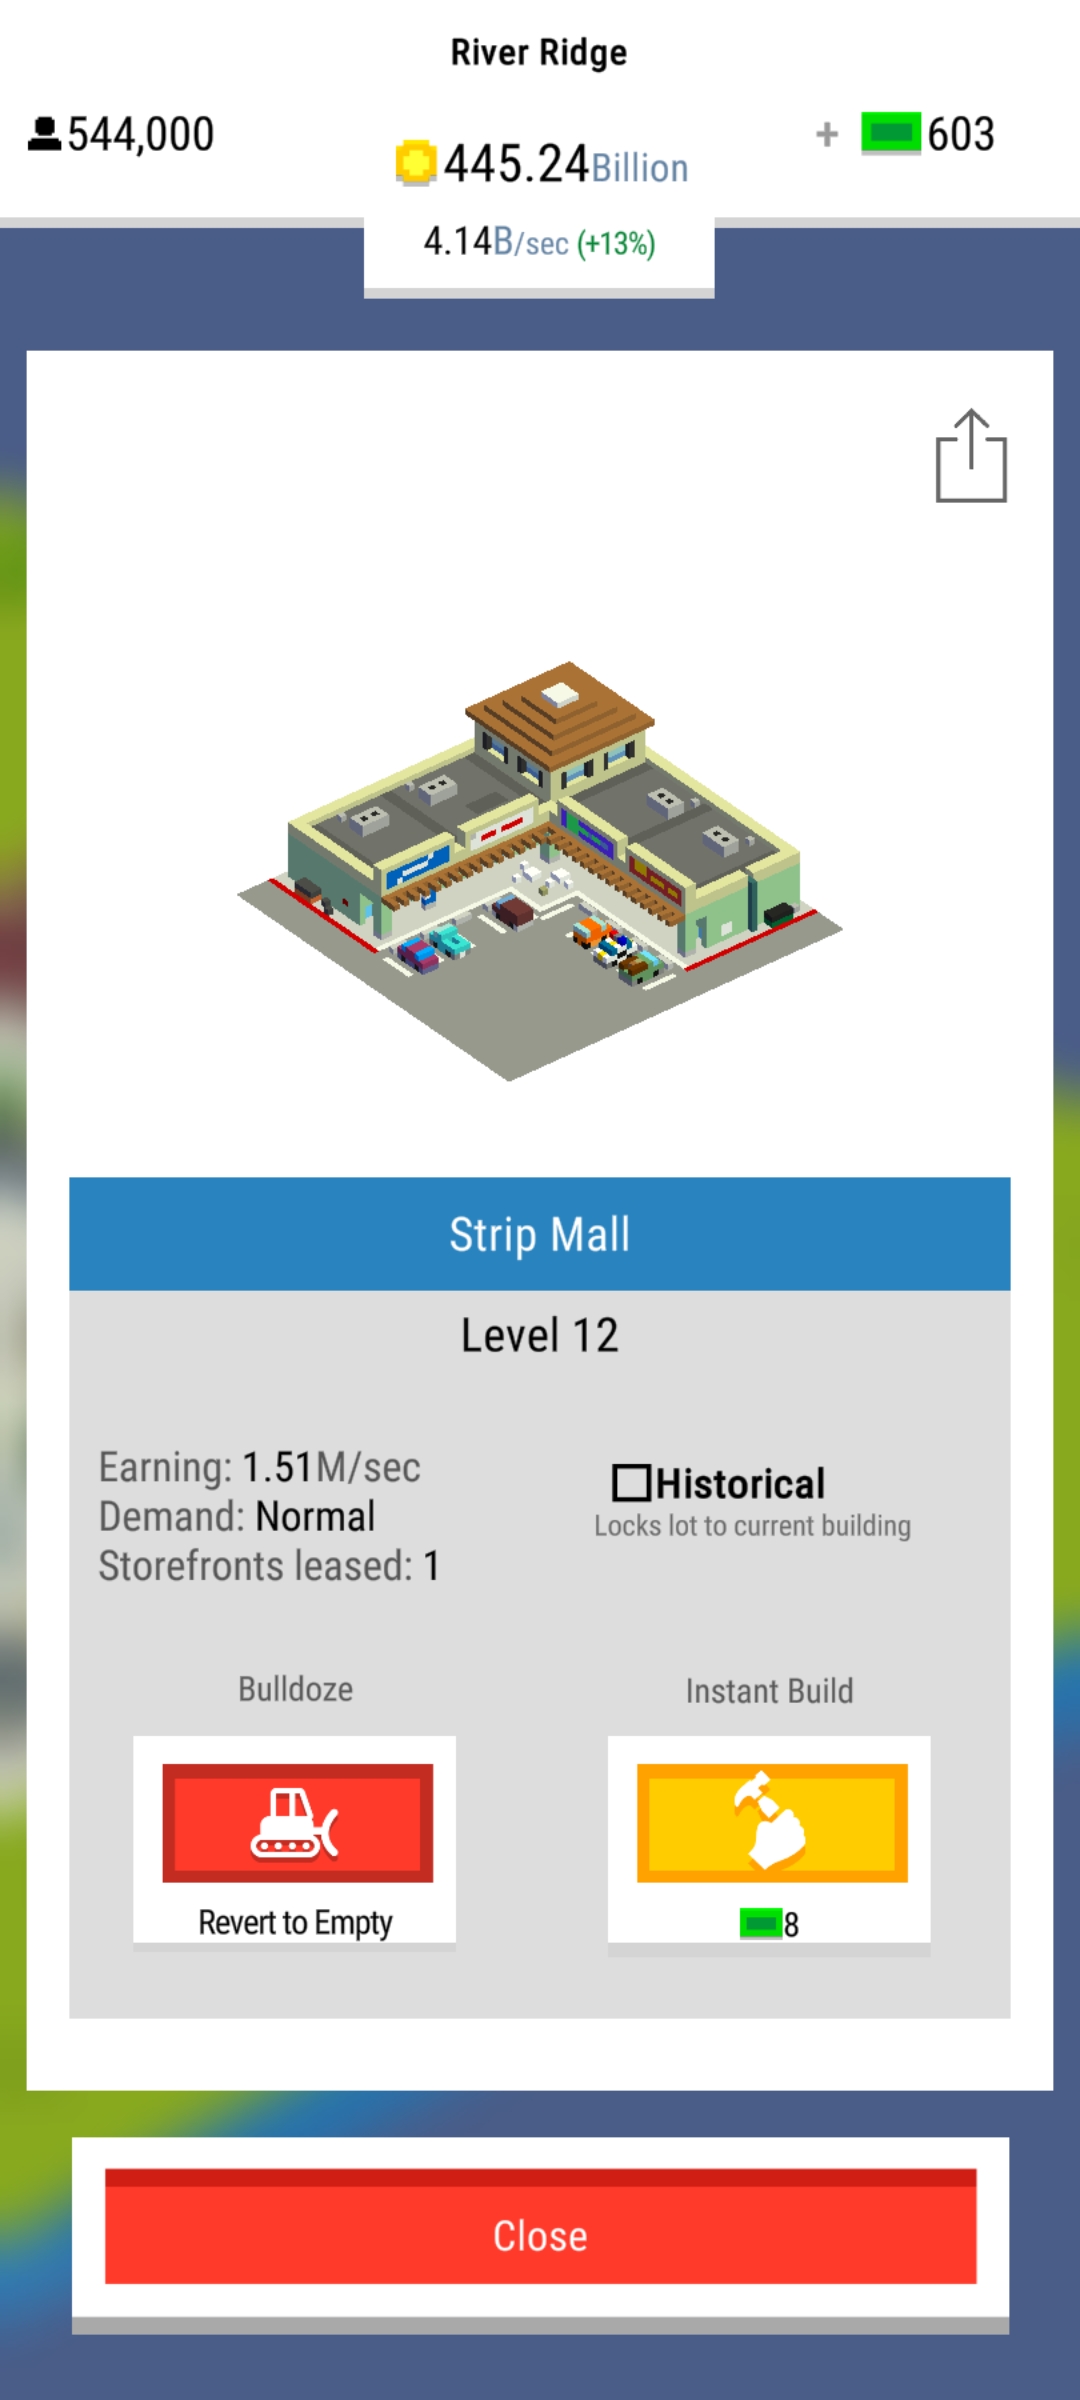 River Ridge
544,000
445.24Billion
+ 603
4.14B/sec (+13%)
Strip Mall
Level 12
Earning: 1.51M/sec
Demand: Normal
Storefronts leased: 1
Historical
Locks lot to current building
Bulldoze
Revert to Empty
Instant Build
8
Close